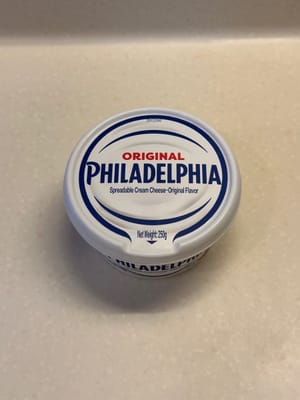 ORIGINAL
PHILADELPHIA
Spreadable Cream Cheese-Original Flavor
Net Weight: 250g
PHILADELPHIA